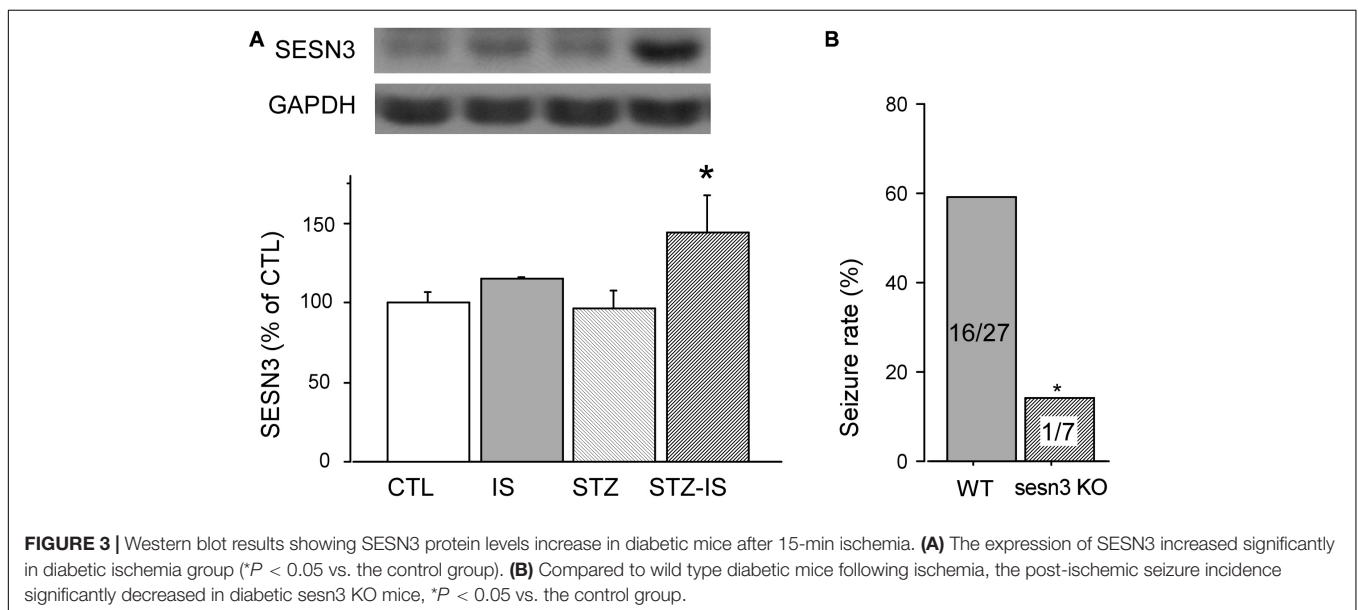 A
SESN3
GAPDH
SESN3 (% of CTL)
150
100
50
0
*
CTL IS STZ STZ-IS
B
Seizure rate (%)
80
60
40
20
0
16/27
*
1/7
WT sesn3 KO
FIGURE 3 | Western blot results showing SESN3 protein levels increase in diabetic mice after 15-min ischemia. (A) The expression of SESN3 increased significantly
in diabetic ischemia group (*P < 0.05 vs. the control group). (B) Compared to wild type diabetic mice following ischemia, the post-ischemic seizure incidence
significantly decreased in diabetic sesn3 KO mice, *P < 0.05 vs. the control group.